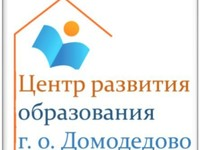 Центр развития
образования
г. о. Домодедово